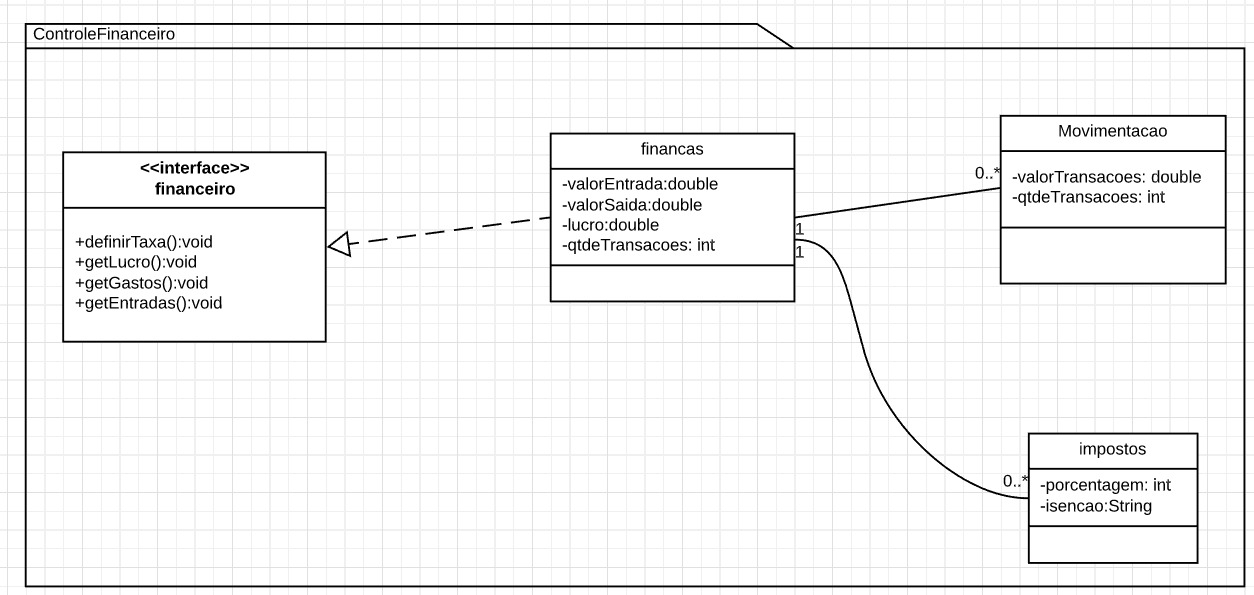 ControleFinanceiro
<<interface>>
financeiro
+definirTaxa():void
+getLucro():void
+getGastos():void
+getEntradas():void
financas
-valorEntrada:double
-valorSaida:double
-lucro:double
-qtdeTransacoes: int
1
1
0..*
Movimentacao
-valorTransacoes: double
-qtdeTransacoes: int
0..*
impostos
-porcentagem: int
-isencao:String